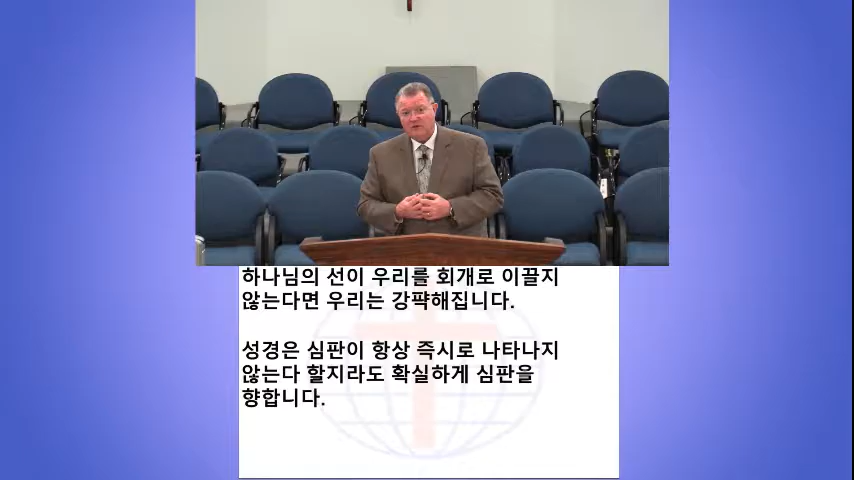 하나님의 선이 우리를 회개로 이끌지
않는다면 우리는 강퍅해집니다.
성경은 심판이 항상 즉시로 나타나지
않는다 할지라도 확실하게 심판을
향합니다.